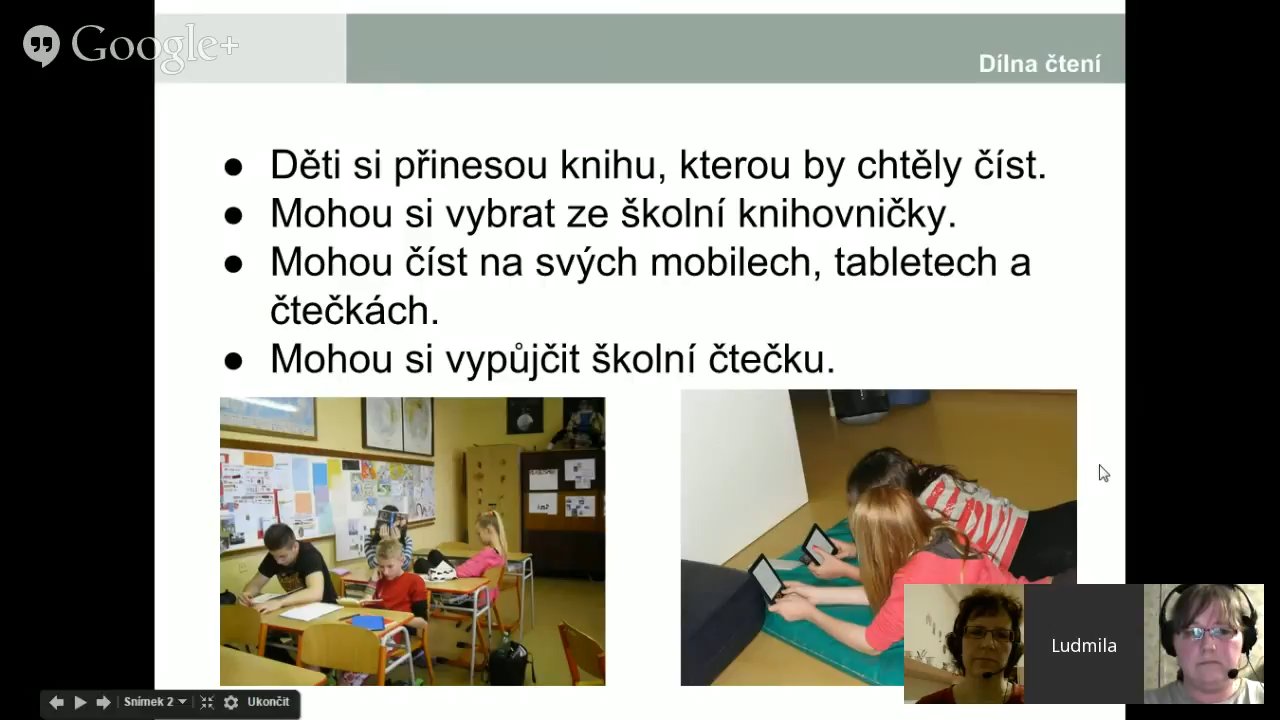 Google+
Dílna čtení
● Děti si přinesou knihu, kterou by chtěly číst.
● Mohou si vybrat ze školní knihovničky.
● Mohou číst na svých mobilech, tabletech a
čtečkách.
● Mohou si vypůjčit školní čtečku.
Ludmila
Snímek 2
Ukončit